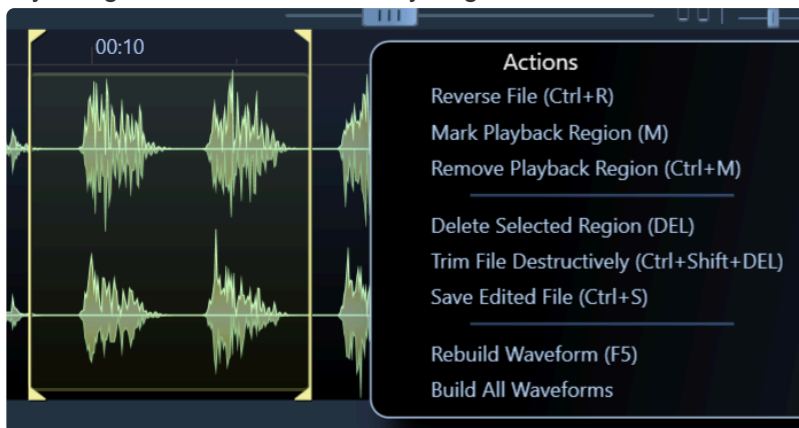 00:10
Actions
Reverse File (Ctrl+R)
Mark Playback Region (M)
Remove Playback Region (Ctrl+M)
Delete Selected Region (DEL)
Trim File Destructively (Ctrl+Shift+DEL)
Save Edited File (Ctrl+S)
Rebuild Waveform (F5)
Build All Waveforms